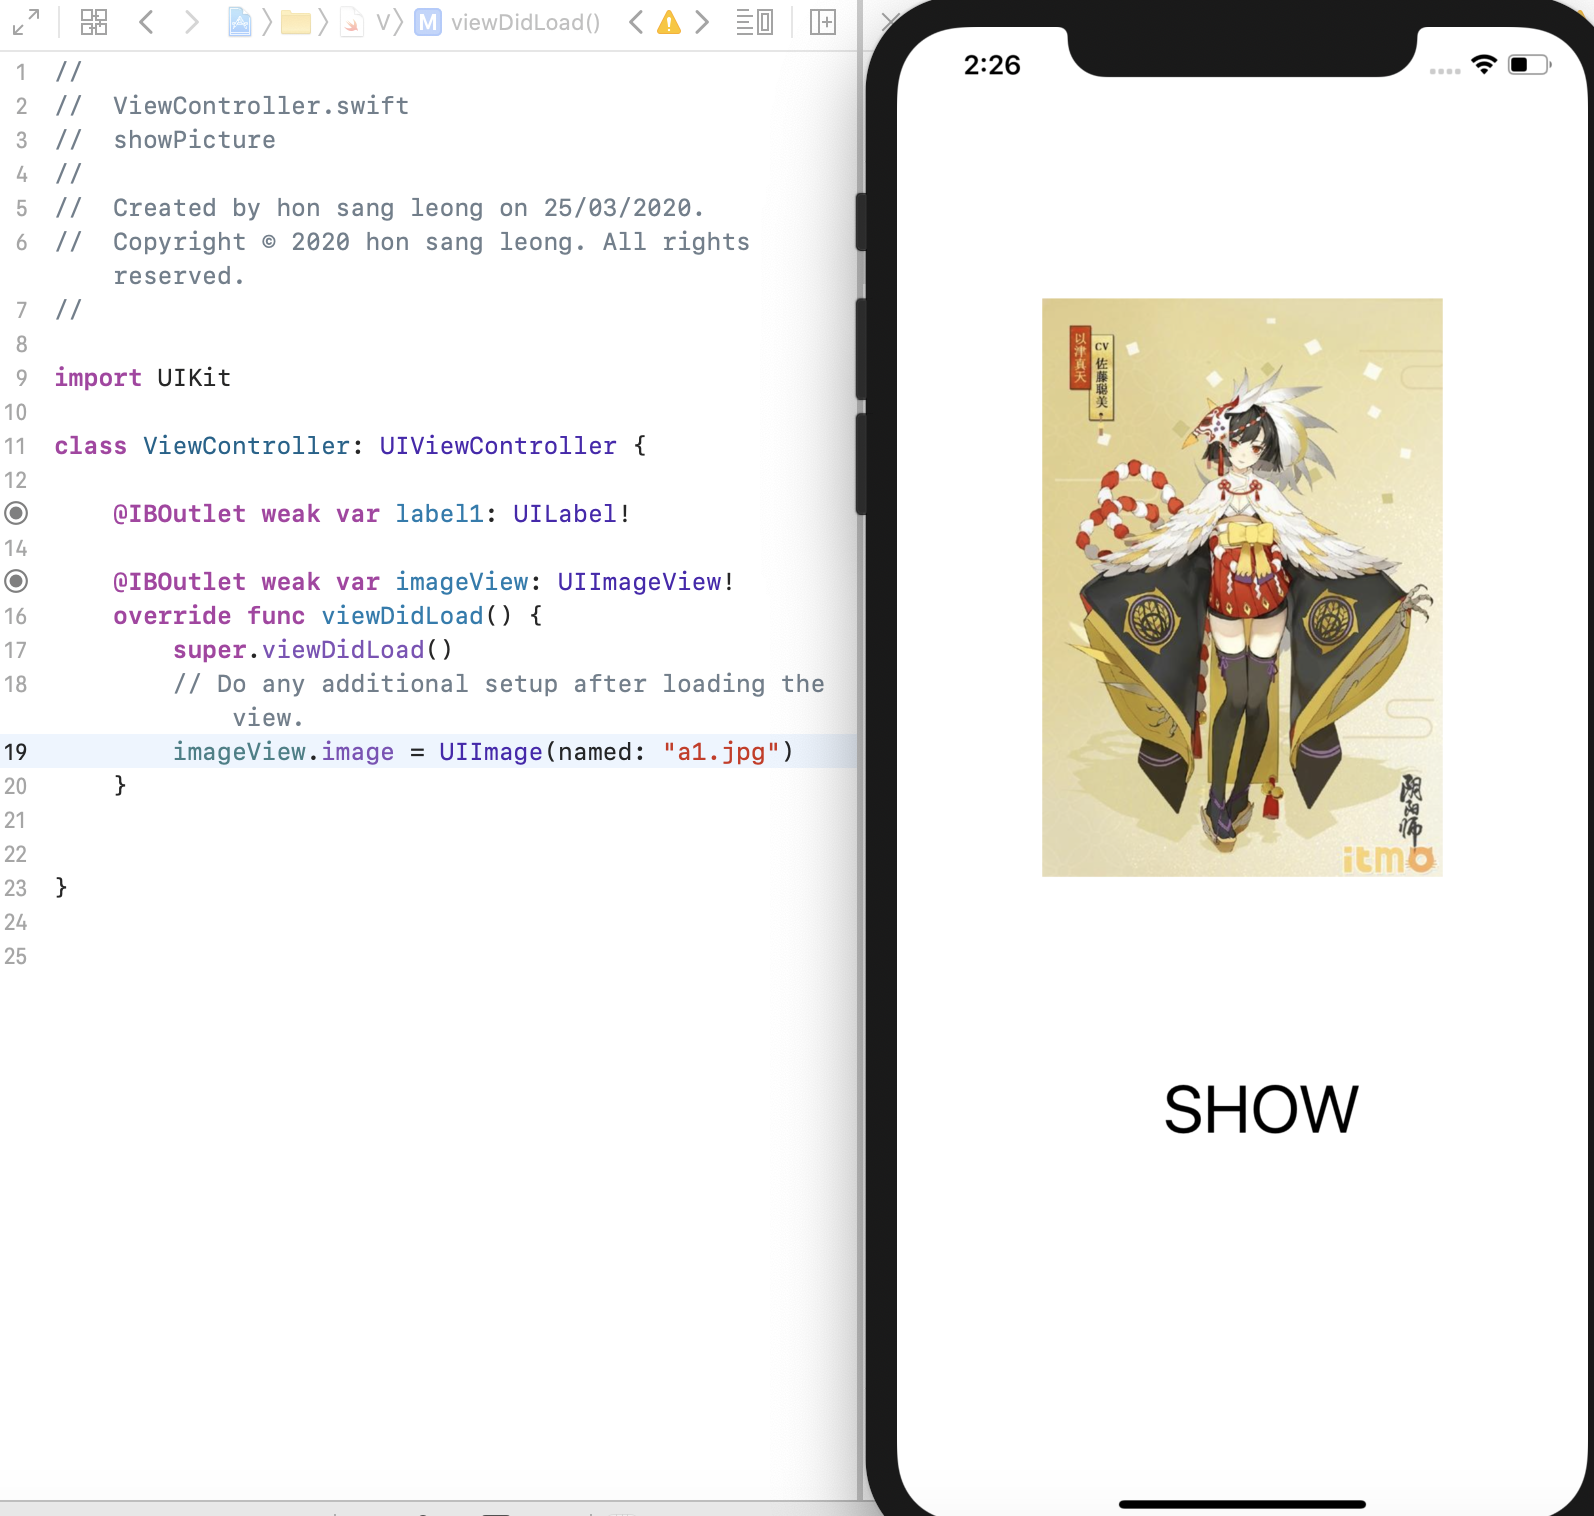 V
M
viewDidLoad()
1 //
2 //  ViewController.swift
3 //  showPicture
4 //
5 //  Created by hon sang leong on 25/03/2020.
6 //  Copyright © 2020 hon sang leong. All rights
reserved.
7 //
8
9 import UIKit
10
11 class ViewController: UIViewController {
12
@IBOutlet weak var label1: UILabel!
14
@IBOutlet weak var imageView: UIImageView!
16 override func viewDidLoad() {
17 super.viewDidLoad()
18 // Do any additional setup after loading the
view.
19 imageView.image = UIImage(named: "a1.jpg")
20 }
21
22
23 }
24
25
2:26
以津真天
CV 佐藤聪美
阴阳师
itmo
SHOW